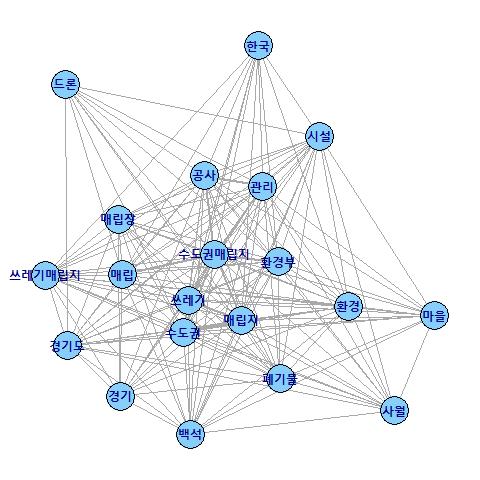 한국
드론
시설
공사
관리
매립장
수도권매립지
환경부
쓰레기매립지
매립
쓰레기
환경
매립지
마을
수도권
경기도
폐기물
경기
사월
백석